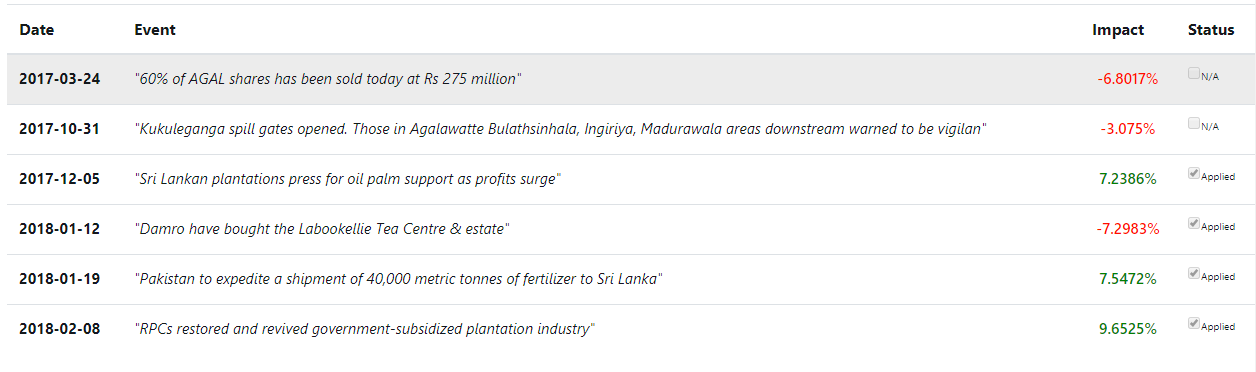 Date Event Impact Status
2017-03-24 "60% of AGAL shares has been sold today at Rs 275 million" -6.8017% N/A
2017-10-31 "Kukuleganga spill gates opened. Those in Agalawatte Bulathsinhala, Ingiriya, Madurawala areas downstream warned to be vigilan" -3.075% N/A
2017-12-05 "Sri Lankan plantations press for oil palm support as profits surge" 7.2386% Applied
2018-01-12 "Damro have bought the Labookellie Tea Centre & estate" -7.2983% Applied
2018-01-19 "Pakistan to expedite a shipment of 40,000 metric tonnes of fertilizer to Sri Lanka" 7.5472% Applied
2018-02-08 "RPCs restored and revived government-subsidized plantation industry" 9.6525% Applied